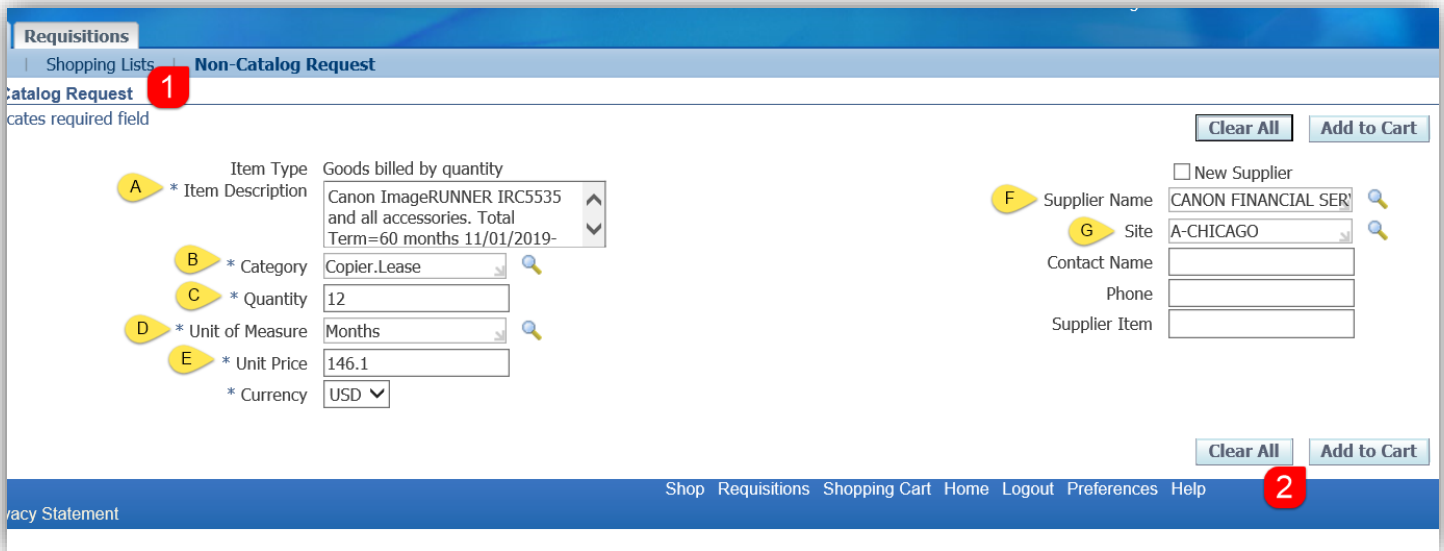 Requisitions
| Shopping Lists | Non-Catalog Request
1
Catalog Request
cates required field
Clear All Add to Cart
Item Type Goods billed by quantity
A * Item Description Canon ImageRUNNER IRC5535
and all accessories. Total
Term=60 months 11/01/2019-
B * Category Copier.Lease
C * Quantity 12
D * Unit of Measure Months
E * Unit Price 146.1
* Currency USD
New Supplier
F Supplier Name CANON FINANCIAL SER
G Site A-CHICAGO
Contact Name
Phone
Supplier Item
Clear All Add to Cart
2
Shop Requisitions Shopping Cart Home Logout Preferences Help
vacy Statement